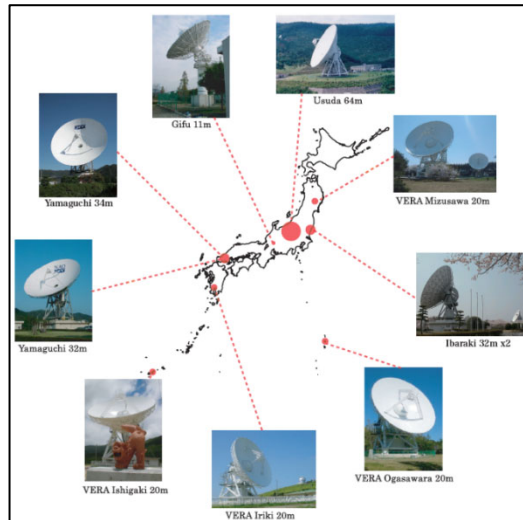 Usuda 64m
Gifu 11m
Yamaguchi 34m
VERA Mizusawa 20m
Yamaguchi 32m
Ibaraki 32m x2
VERA Ishigaki 20m
VERA Iriki 20m
VERA Ogasawara 20m